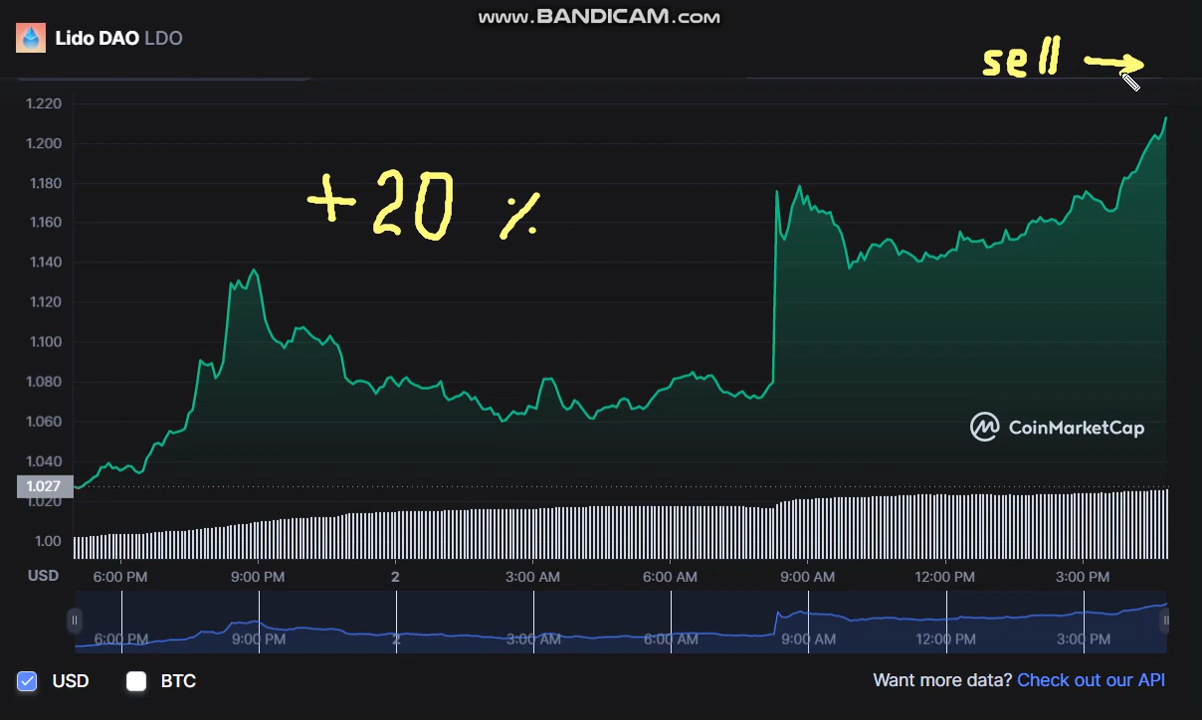 www.BANDICAM.com
Lido DAO LDO
sell →
1.220
1.200
1.180
1.160
1.140
1.120
1.100
1.080
1.060
1.040
1.027
1.020
1.00
+20 %
CoinMarketCap
USD 6:00 PM 9:00 PM 2 3:00 AM 6:00 AM 9:00 AM 12:00 PM 3:00 PM
6:00 PM 9:00 PM 2 3:00 AM 6:00 AM 9:00 AM 12:00 PM 3:00 PM
USD BTC
Want more data? Check out our API